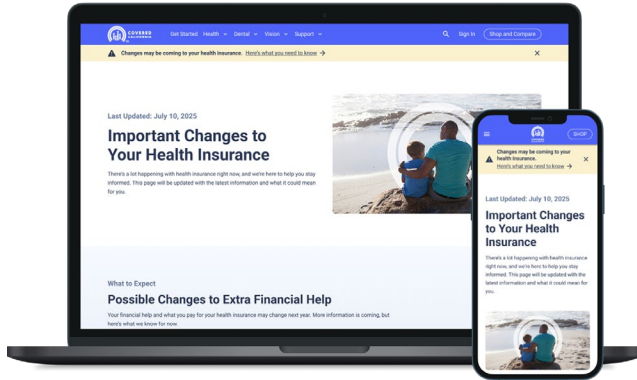 COVERED
CALIFORNIA
Get Started Health Dental Vision Support Sign In Shop and Compare
Changes may be coming to your health insurance. Here's what you need to know →
Last Updated: July 10, 2025
Important Changes to
Your Health Insurance
There's a lot happening with health insurance right now, and we're here to help you stay
informed. This page will be updated with the latest information and what it could mean
for you.
What to Expect
Possible Changes to Extra Financial Help
Your financial help and what you pay for your health insurance may change next year. More information is coming, but
here's what we know for now.
SHOP
Changes may be coming to your
health insurance.
Here's what you need to know →
Last Updated: July 10, 2025
Important Changes
to Your Health
Insurance
There's a lot happening with health insurance
right now, and we're here to help you stay
informed. This page will be updated with the
latest information and what it could mean for
you.